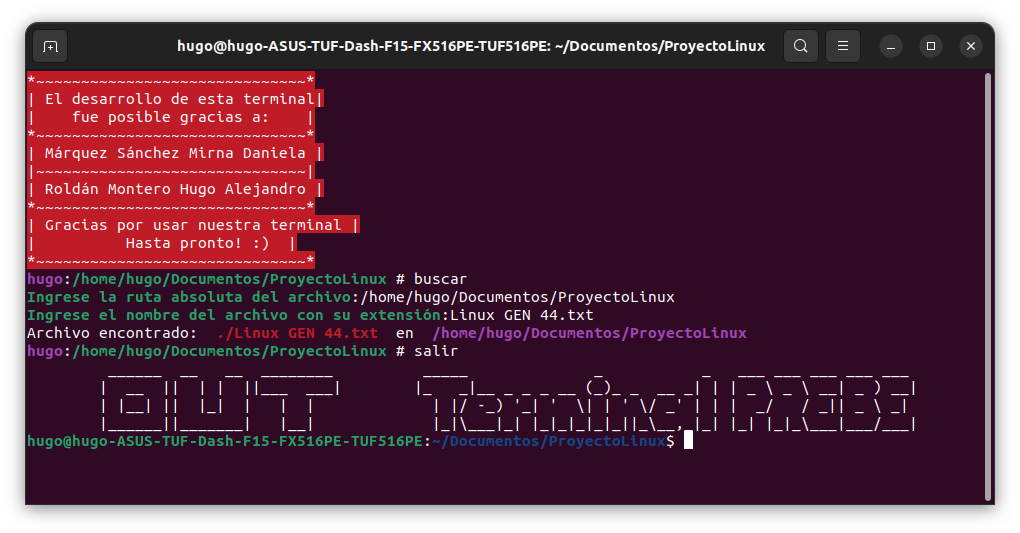 hugo@hugo-ASUS-TUF-Dash-F15-FX516PE-TUF516PE: ~/Documentos/ProyectoLinux
*~~~~~~~~~~~~~~~~~~~~~~~~~~~~~~*
| El desarrollo de esta terminal|
|    fue posible gracias a:    |
*~~~~~~~~~~~~~~~~~~~~~~~~~~~~~~*
| Márquez Sánchez Mirna Daniela |
|~~~~~~~~~~~~~~~~~~~~~~~~~~~~~~|
| Roldán Montero Hugo Alejandro |
*~~~~~~~~~~~~~~~~~~~~~~~~~~~~~~*
| Gracias por usar nuestra terminal |
|          Hasta pronto! :)  |
*~~~~~~~~~~~~~~~~~~~~~~~~~~~~~~*
hugo:/home/hugo/Documentos/ProyectoLinux # buscar
Ingrese la ruta absoluta del archivo:/home/hugo/Documentos/ProyectoLinux
Ingrese el nombre del archivo con su extensión:Linux GEN 44.txt
Archivo encontrado:  ./Linux GEN 44.txt  en  /home/hugo/Documentos/ProyectoLinux
hugo:/home/hugo/Documentos/ProyectoLinux # salir
OUT Terminal PREBE
hugo@hugo-ASUS-TUF-Dash-F15-FX516PE-TUF516PE:~/Documentos/ProyectoLinux$